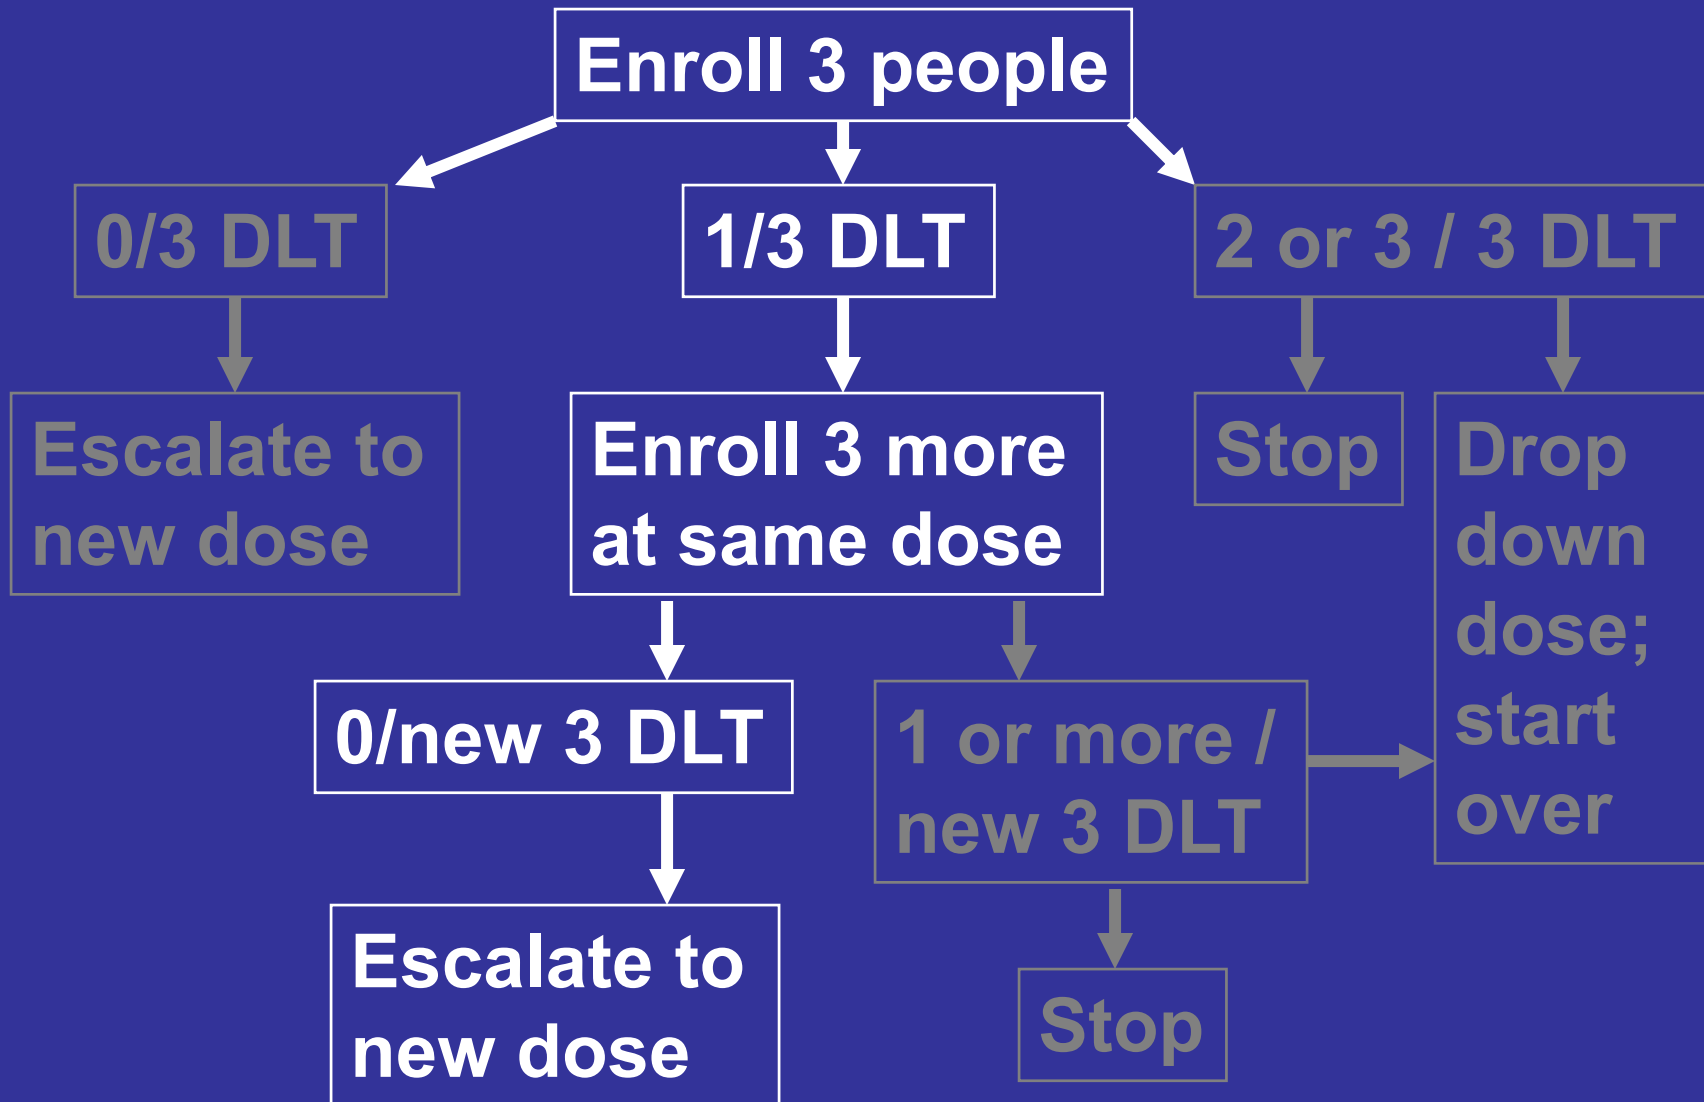 Enroll 3 people
0/3 DLT
1/3 DLT
2 or 3 / 3 DLT
Escalate to
new dose
Enroll 3 more
at same dose
Stop
Drop
down
dose;
start
over
0/new 3 DLT
1 or more /
new 3 DLT
Escalate to
new dose
Stop